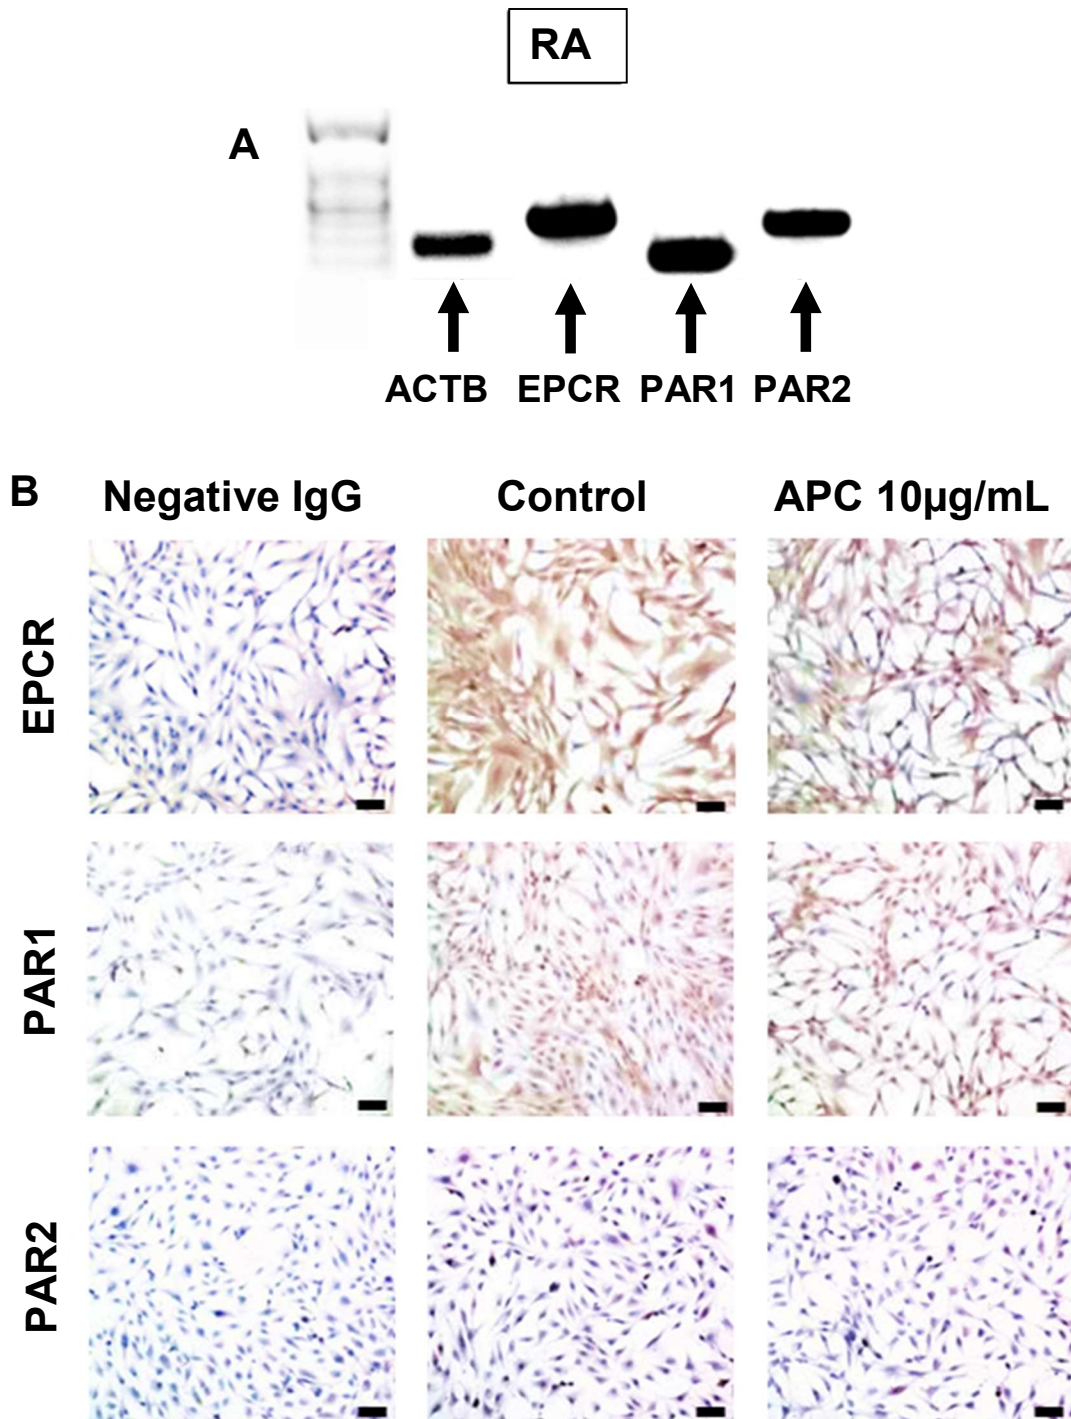 RA
A
ACTB EPCR PAR1 PAR2
B
Negative IgG Control APC 10µg/mL
EPCR
PAR1
PAR2